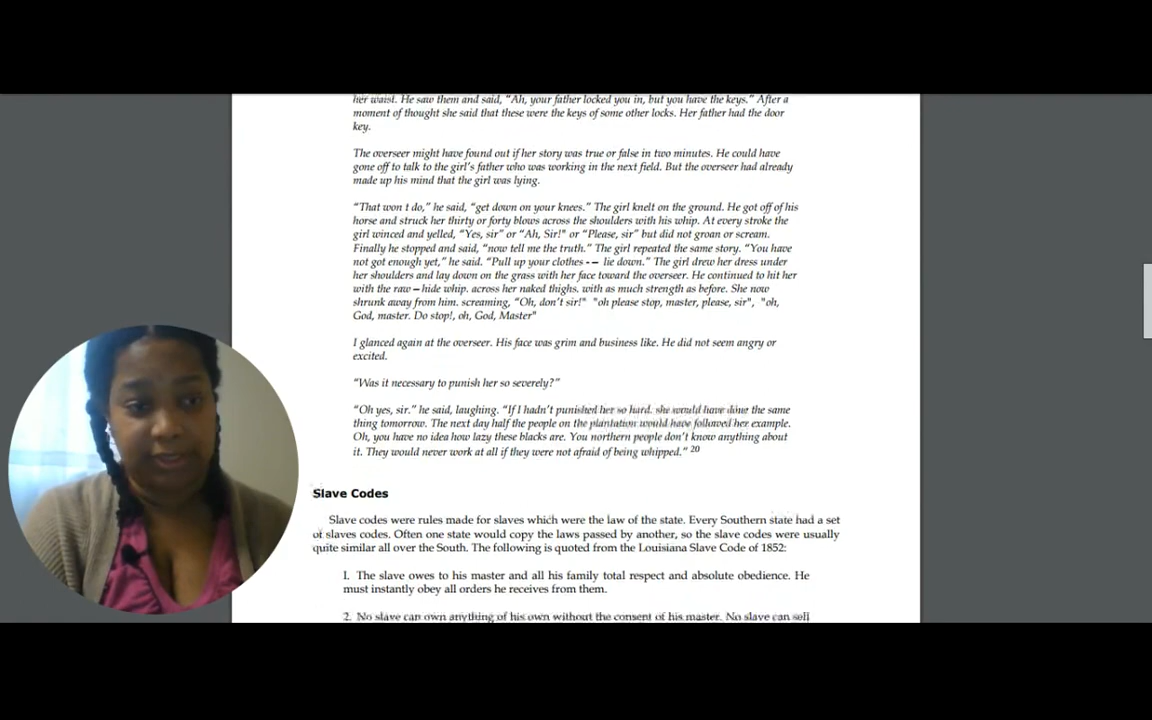 her waist. He saw them and said, "Ah, your father locked you in, but you have the keys." After a
moment of thought she said that these were the keys of some other locks. Her father had the door
key.
The overseer might have found out if her story was true or false in two minutes. He could have
gone off to talk to the girl's father who was working in the next field. But the overseer had already
made up his mind that the girl was lying.
"That won t do," he said, "get down on your knees." The girl knelt on the ground. He got off of his
horse and struck her thirty or forty blows across the shoulders with his whip. At every stroke the
girl winced and yelled, "Yes, sir" or "Ah, Sir!" or "Please, sir" but did not groan or scream.
Finally he stopped and said, "now tell me the truth." The girl repeated the same story. "You have
not got enough yet," he said. "Pull up your clothes -- lie down." The girl drew her dress under
her shoulders and lay down on the grass with her face toward the overseer. He continued to hit her
with the raw–hide whip. across her naked thighs. with as much strength as before. She now
shrunk away from him. screaming, "Oh, don't sir!" "oh please stop, master, please, sir", "oh,
God, master. Do stop!, oh, God, Master"
I glanced again at the overseer. His face was grim and business like. He did not seem angry or
excited.
"Was it necessary to punish her so severely?"
"Oh yes, sir." he said, laughing. "If I hadn't punished her so hard. she would have done the same
thing tomorrow. The next day half the people on the plantation would have followed her example.
Oh, you have no idea how lazy these blacks are. You northern people don't know anything about
it. They would never work at all if they were not afraid of being whipped." 20
Slave Codes
Slave codes were rules made for slaves which were the law of the state. Every Southern state had a set
of slaves codes. Often one state would copy the laws passed by another, so the slave codes were usually
quite similar all over the South. The following is quoted from the Louisiana Slave Code of 1852:
1. The slave owes to his master and all his family total respect and absolute obedience. He
must instantly obey all orders he receives from them.
2. No slave can own anything of his own without the consent of his master. No slave can sell